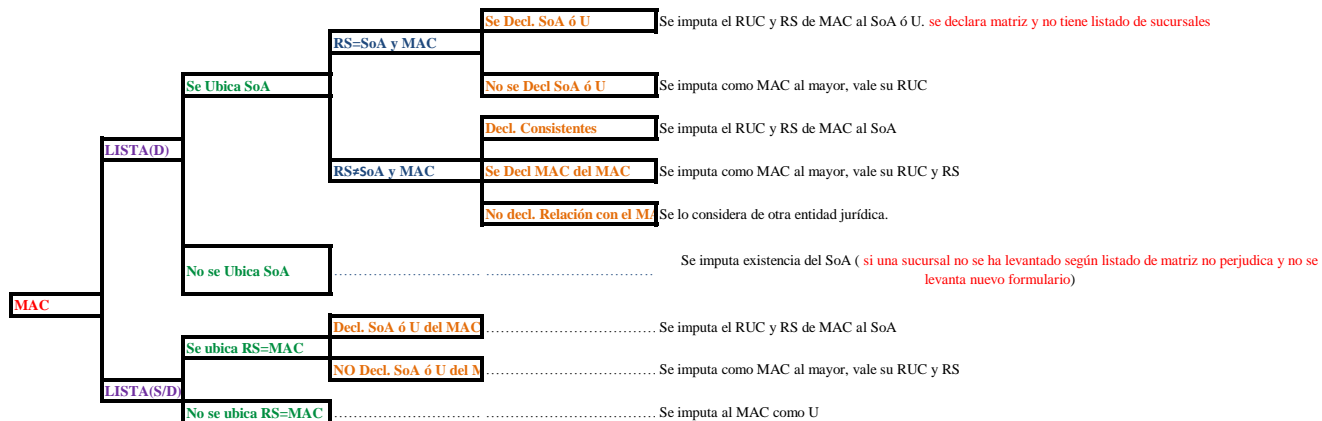 Se Decl. SoA ó U
Se imputa el RUC y RS de MAC al SoA ó U. se declara matriz y no tiene listado de sucursales
RS=SoA y MAC
Se Ubica SoA
No se Decl SoA ó U
Se imputa como MAC al mayor, vale su RUC
Decl. Consistentes
Se imputa el RUC y RS de MAC al SoA
LISTA(D)
RS≠SoA y MAC
Se Decl MAC del MAC
Se imputa como MAC al mayor, vale su RUC y RS
No decl. Relación con el MA
Se lo considera de otra entidad jurídica.
No se Ubica SoA
Se imputa existencia del SoA ( si una sucursal no se ha levantado según listado de matriz no perjudica y no se
levanta nuevo formulario)
MAC
Decl. SoA ó U del MAC
Se imputa el RUC y RS de MAC al SoA
Se ubica RS=MAC
NO Decl. SoA ó U del M
Se imputa como MAC al mayor, vale su RUC y RS
LISTA(S/D)
No se ubica RS=MAC
Se imputa al MAC como U